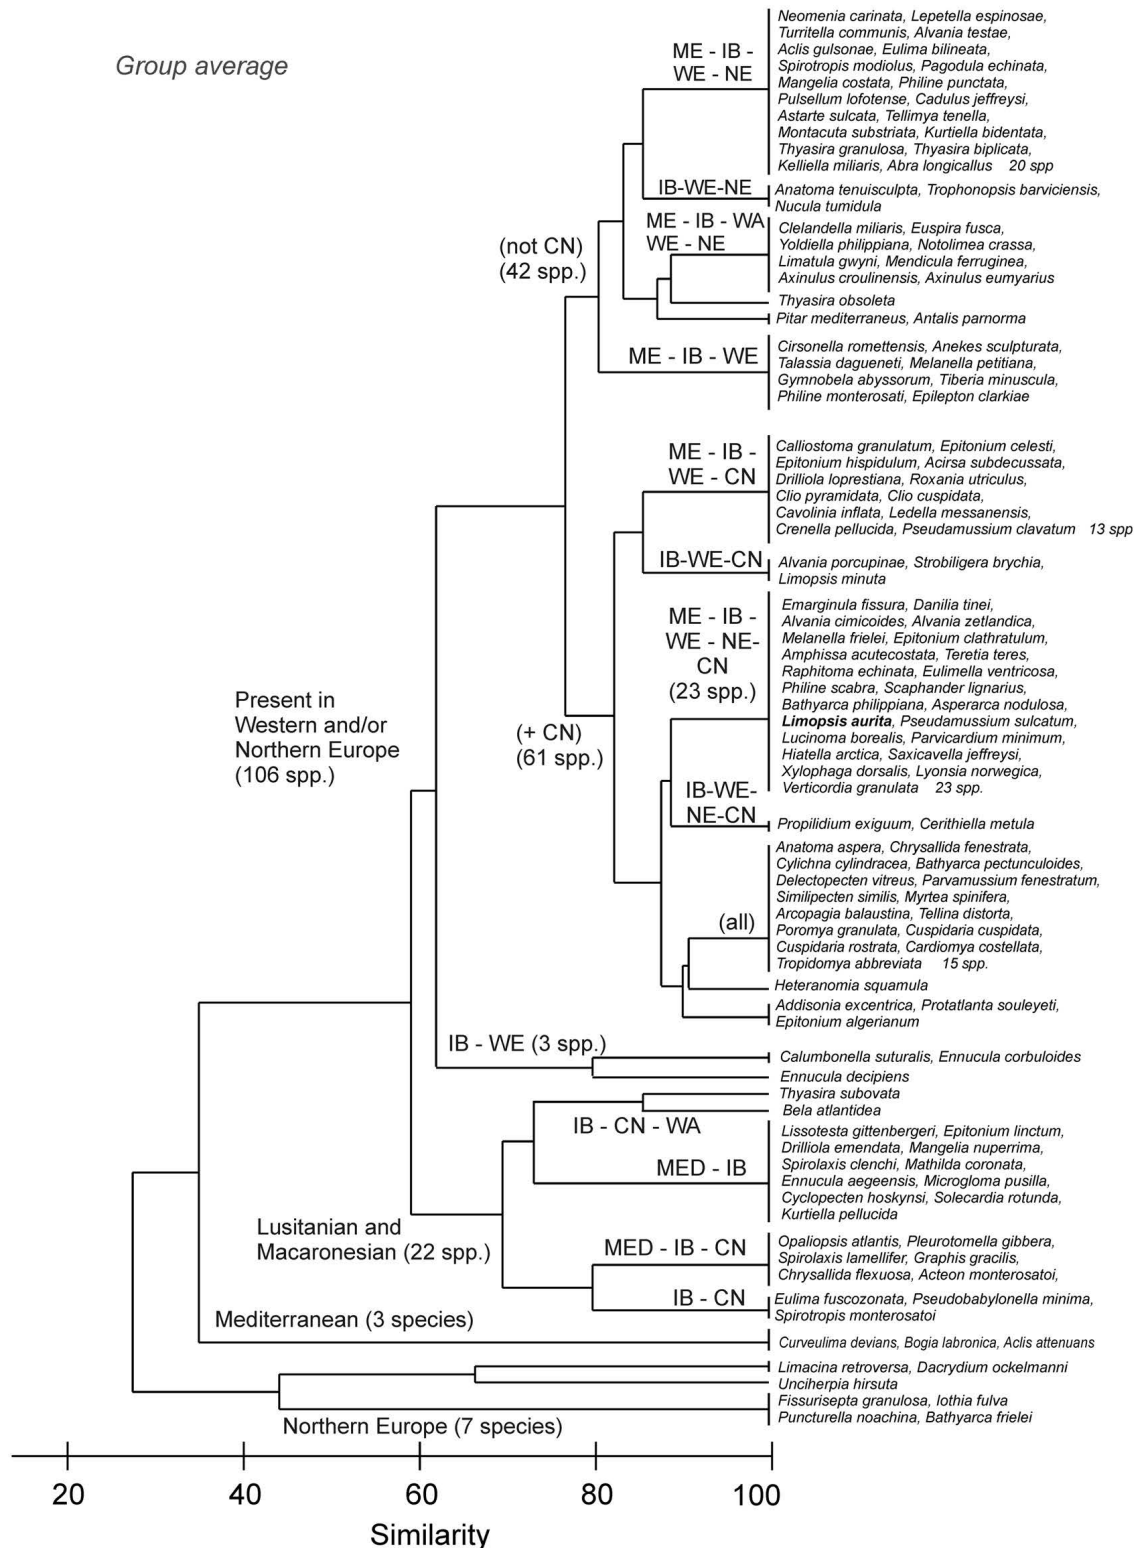 Group average
ME - IB -
WE - NE
Neomenia carinata, Lepetella espinosae,
Turritella communis, Alvania testae,
Aclis gulsonae, Eulima bilineata,
Spirotropis modiolus, Pagodula echinata,
Mangelia costata, Philine punctata,
Pulsellum lofotense, Cadulus jeffreysi,
Astarte sulcata, Tellimya tenella,
Montacuta substriata, Kurtiella bidentata,
Thyasira granulosa, Thyasira biplicata,
Kelliella miliaris, Abra longicallus 20 spp
IB-WE-NE
Anatoma tenuisculpta, Trophonopsis barviciensis,
Nucula tumidula
ME - IB - WA
WE - NE
Clelandella miliaris, Euspira fusca,
Yoldiella philippiana, Notolimea crassa,
Limatula gwyni, Mendicula ferruginea,
Axinulus croulinensis, Axinulus eumyarius
(not CN)
(42 spp.)
Thyasira obsoleta
Pitar mediterraneus, Antalis parnorma
ME - IB - WE
Cirsonella romettensis, Anekes sculpturata,
Talassia dagueneti, Melanella petitiana,
Gymnobela abyssorum, Tiberia minuscula,
Philine monterosati, Epilepton clarkiae
ME - IB -
WE - CN
Calliostoma granulatum, Epitonium celesti,
Epitonium hispidulum, Acirsa subdecussata,
Drilliola loprestiana, Roxania utriculus,
Clio pyramidata, Clio cuspidata,
Cavolinia inflata, Ledella messanensis,
Crenella pellucida, Pseudamussium clavatum 13 spp
IB-WE-CN
Alvania porcupinae, Strobiligera brychia,
Limopsis minuta
ME - IB -
WE - NE-
CN
(23 spp.)
Emarginula fissura, Danilia tinei,
Alvania cimicoides, Alvania zetlandica,
Melanella frielei, Epitonium clathratulum,
Amphissa acutecostata, Teretia teres,
Raphitoma echinata, Eulimella ventricosa,
Philine scabra, Scaphander lignarius,
Bathyarca philippiana, Asperarca nodulosa,
Limopsis aurita, Pseudamussium sulcatum,
Lucinoma borealis, Parvicardium minimum,
Hiatella arctica, Saxicavella jeffreysi,
Xylophaga dorsalis, Lyonsia norwegica,
Verticordia granulata 23 spp.
Present in
Western and/or
Northern Europe
(106 spp.)
(+ CN)
(61 spp.)
IB-WE-
NE-CN
Propilidium exiguum, Cerithiella metula
Anatoma aspera, Chrysallida fenestrata,
Cylichna cylindracea, Bathyarca pectunculoides,
Delectopecten vitreus, Parvamussium fenestratum,
Similipecten similis, Myrtea spinifera,
Arcopagia balaustina, Tellina distorta,
Poromya granulata, Cuspidaria cuspidata,
Cuspidaria rostrata, Cardiomya costellata,
Tropidomya abbreviata 15 spp.
(all)
Heteranomia squamula
Addisonia excentrica, Protatlanta souleyeti,
Epitonium algerianum
IB - WE (3 spp.)
Calumbonella suturalis, Ennucula corbuloides
Ennucula decipiens
Thyasira subovata
Bela atlantidea
IB - CN - WA
MED - IB
Lissotesta gittenbergeri, Epitonium linctum,
Drilliola emendata, Mangelia nuperrima,
Spirolaxis clenchi, Mathilda coronata,
Ennucula aegeensis, Microgloma pusilla,
Cyclopecten hoskynsi, Solecardia rotunda,
Kurtiella pellucida
Lusitanian and
Macaronesian (22 spp.)
MED - IB - CN
Opaliopsis atlantis, Pleurotomella gibbera,
Spirolaxis lamellifer, Graphis gracilis,
Chrysallida flexuosa, Acteon monterosatoi,
IB - CN
Eulima fuscozonata, Pseudobabylonella minima,
Spirotropis monterosatoi
Mediterranean (3 species)
Curveulima devians, Bogia labronica, Aclis attenuans
Limacina retroversa, Dacrydium ockelmanni
Unciherpia hirsuta
Fissurisepta granulosa, Iothia fulva
Puncturella noachina, Bathyarca frielei
Northern Europe (7 species)
20 40 60 80 100
Similarity